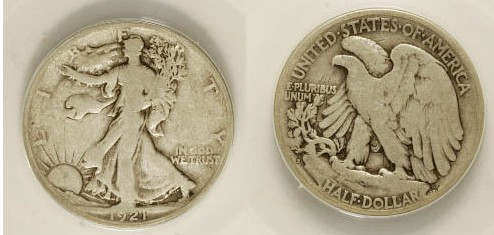 LIBERTY
IN GOD
WE TRUST
1921
UNITED·STATES·OF·AMERICA
E·PLURIBUS
UNUM
HALF·DOLLAR